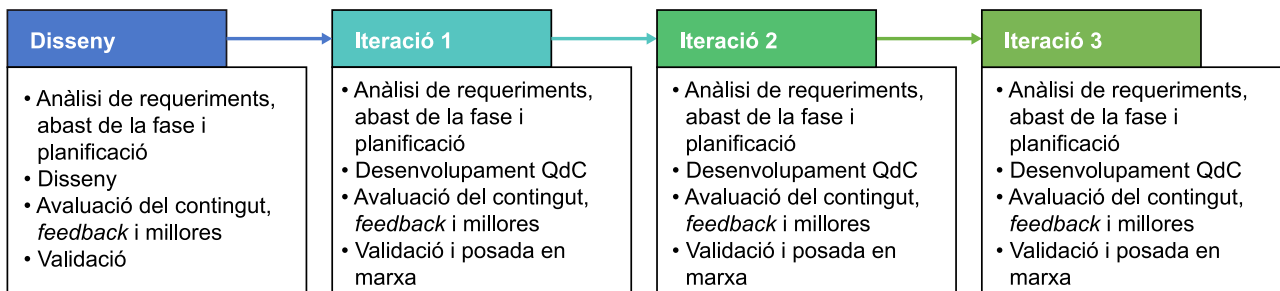 Disseny
• Anàlisi de requeriments,
abast de la fase i
planificació
• Disseny
• Avaluació del contingut,
feedback i millores
• Validació
Iteració 1
• Anàlisi de requeriments,
abast de la fase i
planificació
• Desenvolupament QdC
• Avaluació del contingut,
feedback i millores
• Validació i posada en
marxa
Iteració 2
• Anàlisi de requeriments,
abast de la fase i
planificació
• Desenvolupament QdC
• Avaluació del contingut,
feedback i millores
• Validació i posada en
marxa
Iteració 3
• Anàlisi de requeriments,
abast de la fase i
planificació
• Desenvolupament QdC
• Avaluació del contingut,
feedback i millores
• Validació i posada en
marxa